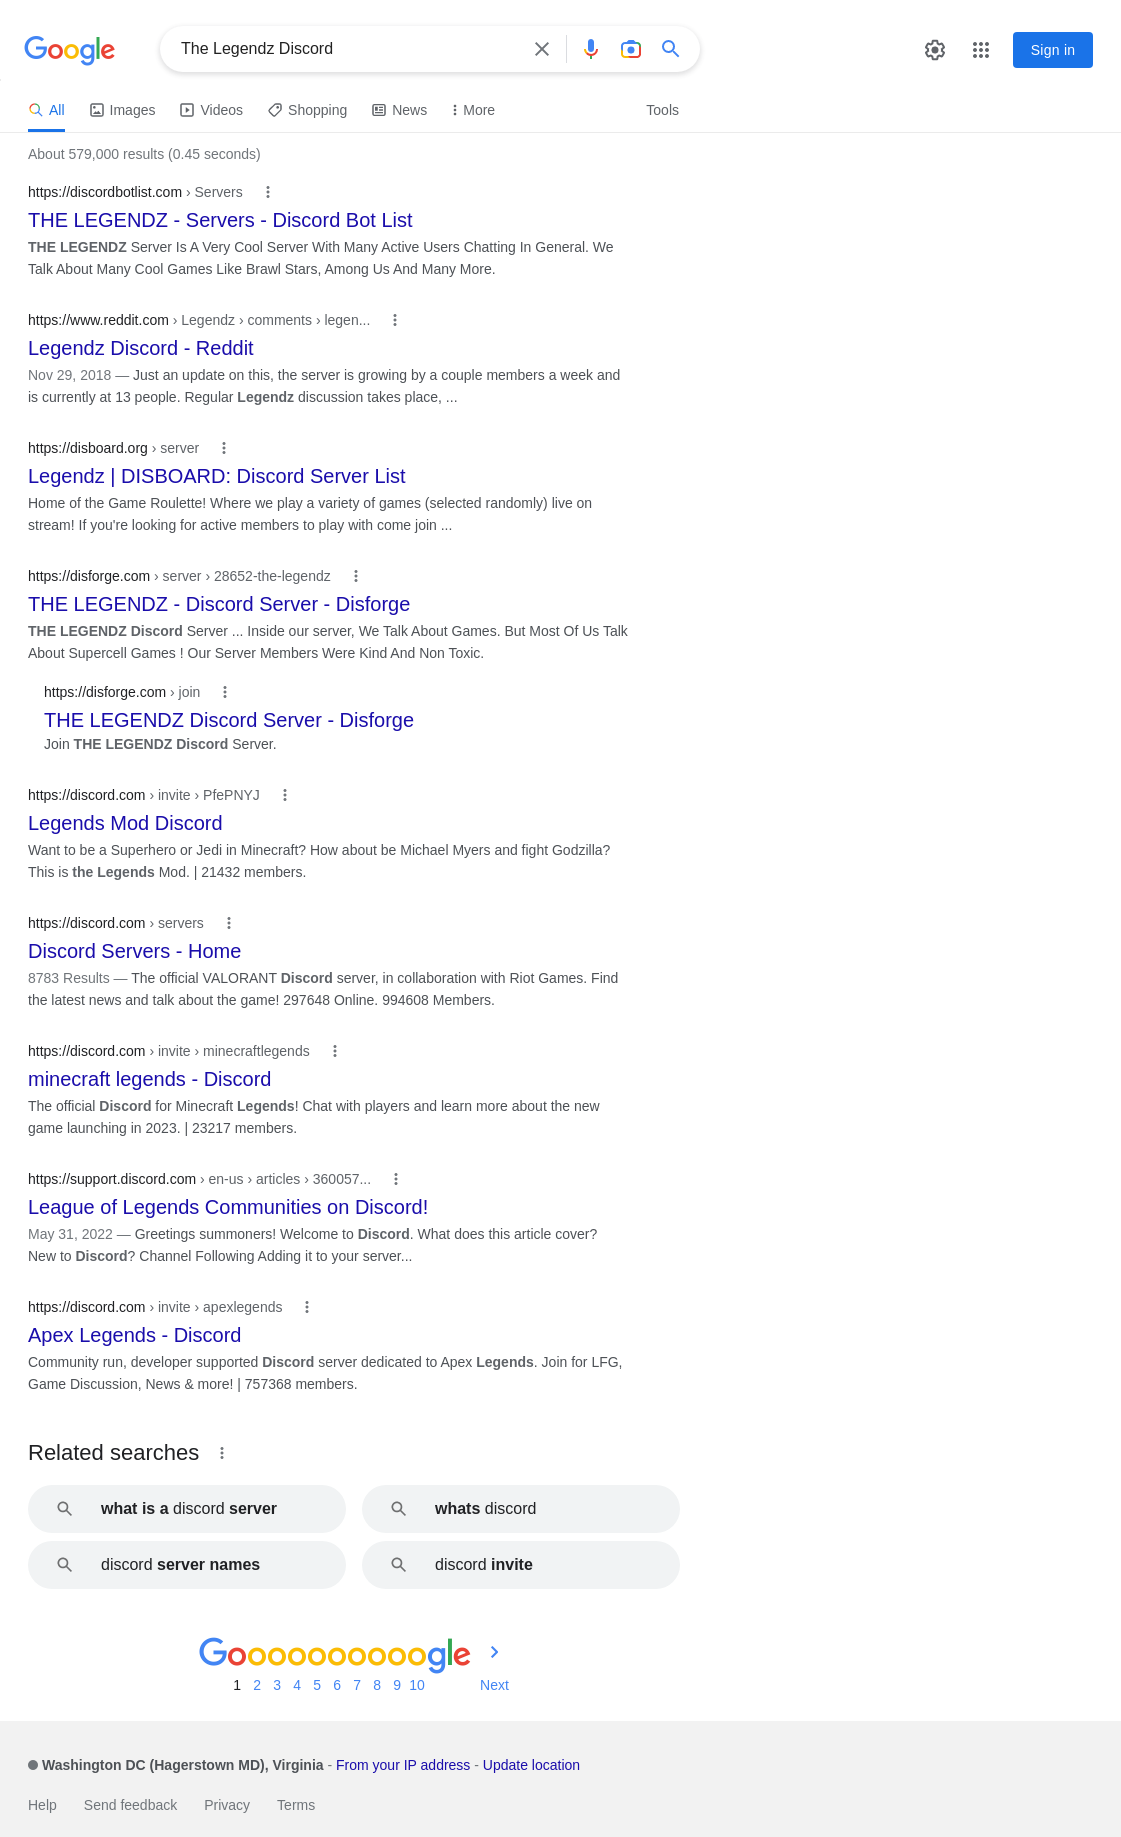 Google
The Legendz Discord
Sign in
All Images Videos Shopping News More Tools
About 579,000 results (0.45 seconds)
https://discordbotlist.com › Servers
THE LEGENDZ - Servers - Discord Bot List
THE LEGENDZ Server Is A Very Cool Server With Many Active Users Chatting In General. We
Talk About Many Cool Games Like Brawl Stars, Among Us And Many More.
https://www.reddit.com › Legendz › comments › legen...
Legendz Discord - Reddit
Nov 29, 2018 — Just an update on this, the server is growing by a couple members a week and
is currently at 13 people. Regular Legendz discussion takes place, ...
https://disboard.org › server
Legendz | DISBOARD: Discord Server List
Home of the Game Roulette! Where we play a variety of games (selected randomly) live on
stream! If you're looking for active members to play with come join ...
https://disforge.com › server › 28652-the-legendz
THE LEGENDZ - Discord Server - Disforge
THE LEGENDZ Discord Server ... Inside our server, We Talk About Games. But Most Of Us Talk
About Supercell Games ! Our Server Members Were Kind And Non Toxic.
https://disforge.com › join
THE LEGENDZ Discord Server - Disforge
Join THE LEGENDZ Discord Server.
https://discord.com › invite › PfePNYJ
Legends Mod Discord
Want to be a Superhero or Jedi in Minecraft? How about be Michael Myers and fight Godzilla?
This is the Legends Mod. | 21432 members.
https://discord.com › servers
Discord Servers - Home
8783 Results — The official VALORANT Discord server, in collaboration with Riot Games. Find
the latest news and talk about the game! 297648 Online. 994608 Members.
https://discord.com › invite › minecraftlegends
minecraft legends - Discord
The official Discord for Minecraft Legends! Chat with players and learn more about the new
game launching in 2023. | 23217 members.
https://support.discord.com › en-us › articles › 360057...
League of Legends Communities on Discord!
May 31, 2022 — Greetings summoners! Welcome to Discord. What does this article cover?
New to Discord? Channel Following Adding it to your server...
https://discord.com › invite › apexlegends
Apex Legends - Discord
Community run, developer supported Discord server dedicated to Apex Legends. Join for LFG,
Game Discussion, News & more! | 757368 members.
Related searches
what is a discord server
whats discord
discord server names
discord invite
Goooooooooogle
1 2 3 4 5 6 7 8 9 10 Next
Washington DC (Hagerstown MD), Virginia - From your IP address - Update location
Help Send feedback Privacy Terms